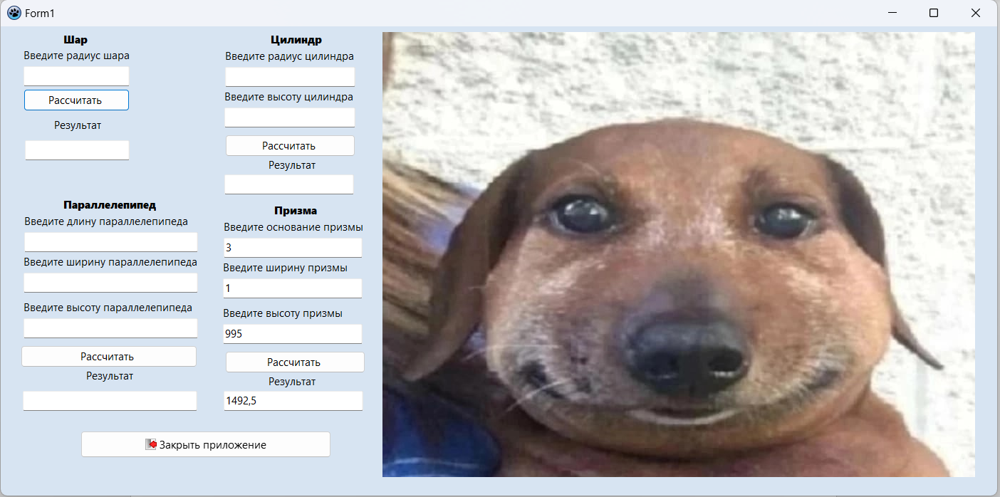 Form1
Шар
Введите радиус шара
Рассчитать
Результат
Цилиндр
Введите радиус цилиндра
Введите высоту цилиндра
Рассчитать
Результат
Параллелепипед
Введите длину параллелепипеда
Введите ширину параллелепипеда
Введите высоту параллелепипеда
Рассчитать
Результат
Призма
Введите основание призмы
3
Введите ширину призмы
1
Введите высоту призмы
995
Рассчитать
Результат
1492,5
Закрыть приложение